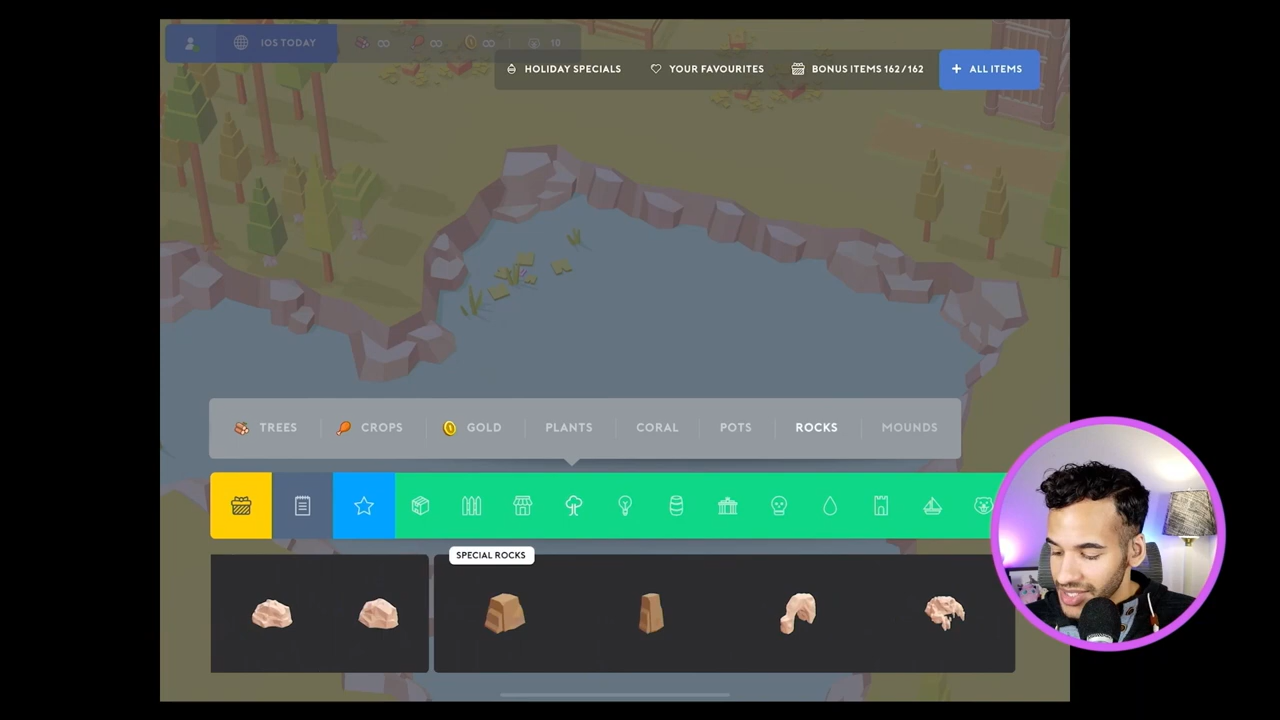 IOS TODAY
∞
∞
∞
10
HOLIDAY SPECIALS
YOUR FAVOURITES
BONUS ITEMS 162/162
+ ALL ITEMS
TREES
CROPS
GOLD
PLANTS
CORAL
POTS
ROCKS
MOUNDS
SPECIAL ROCKS